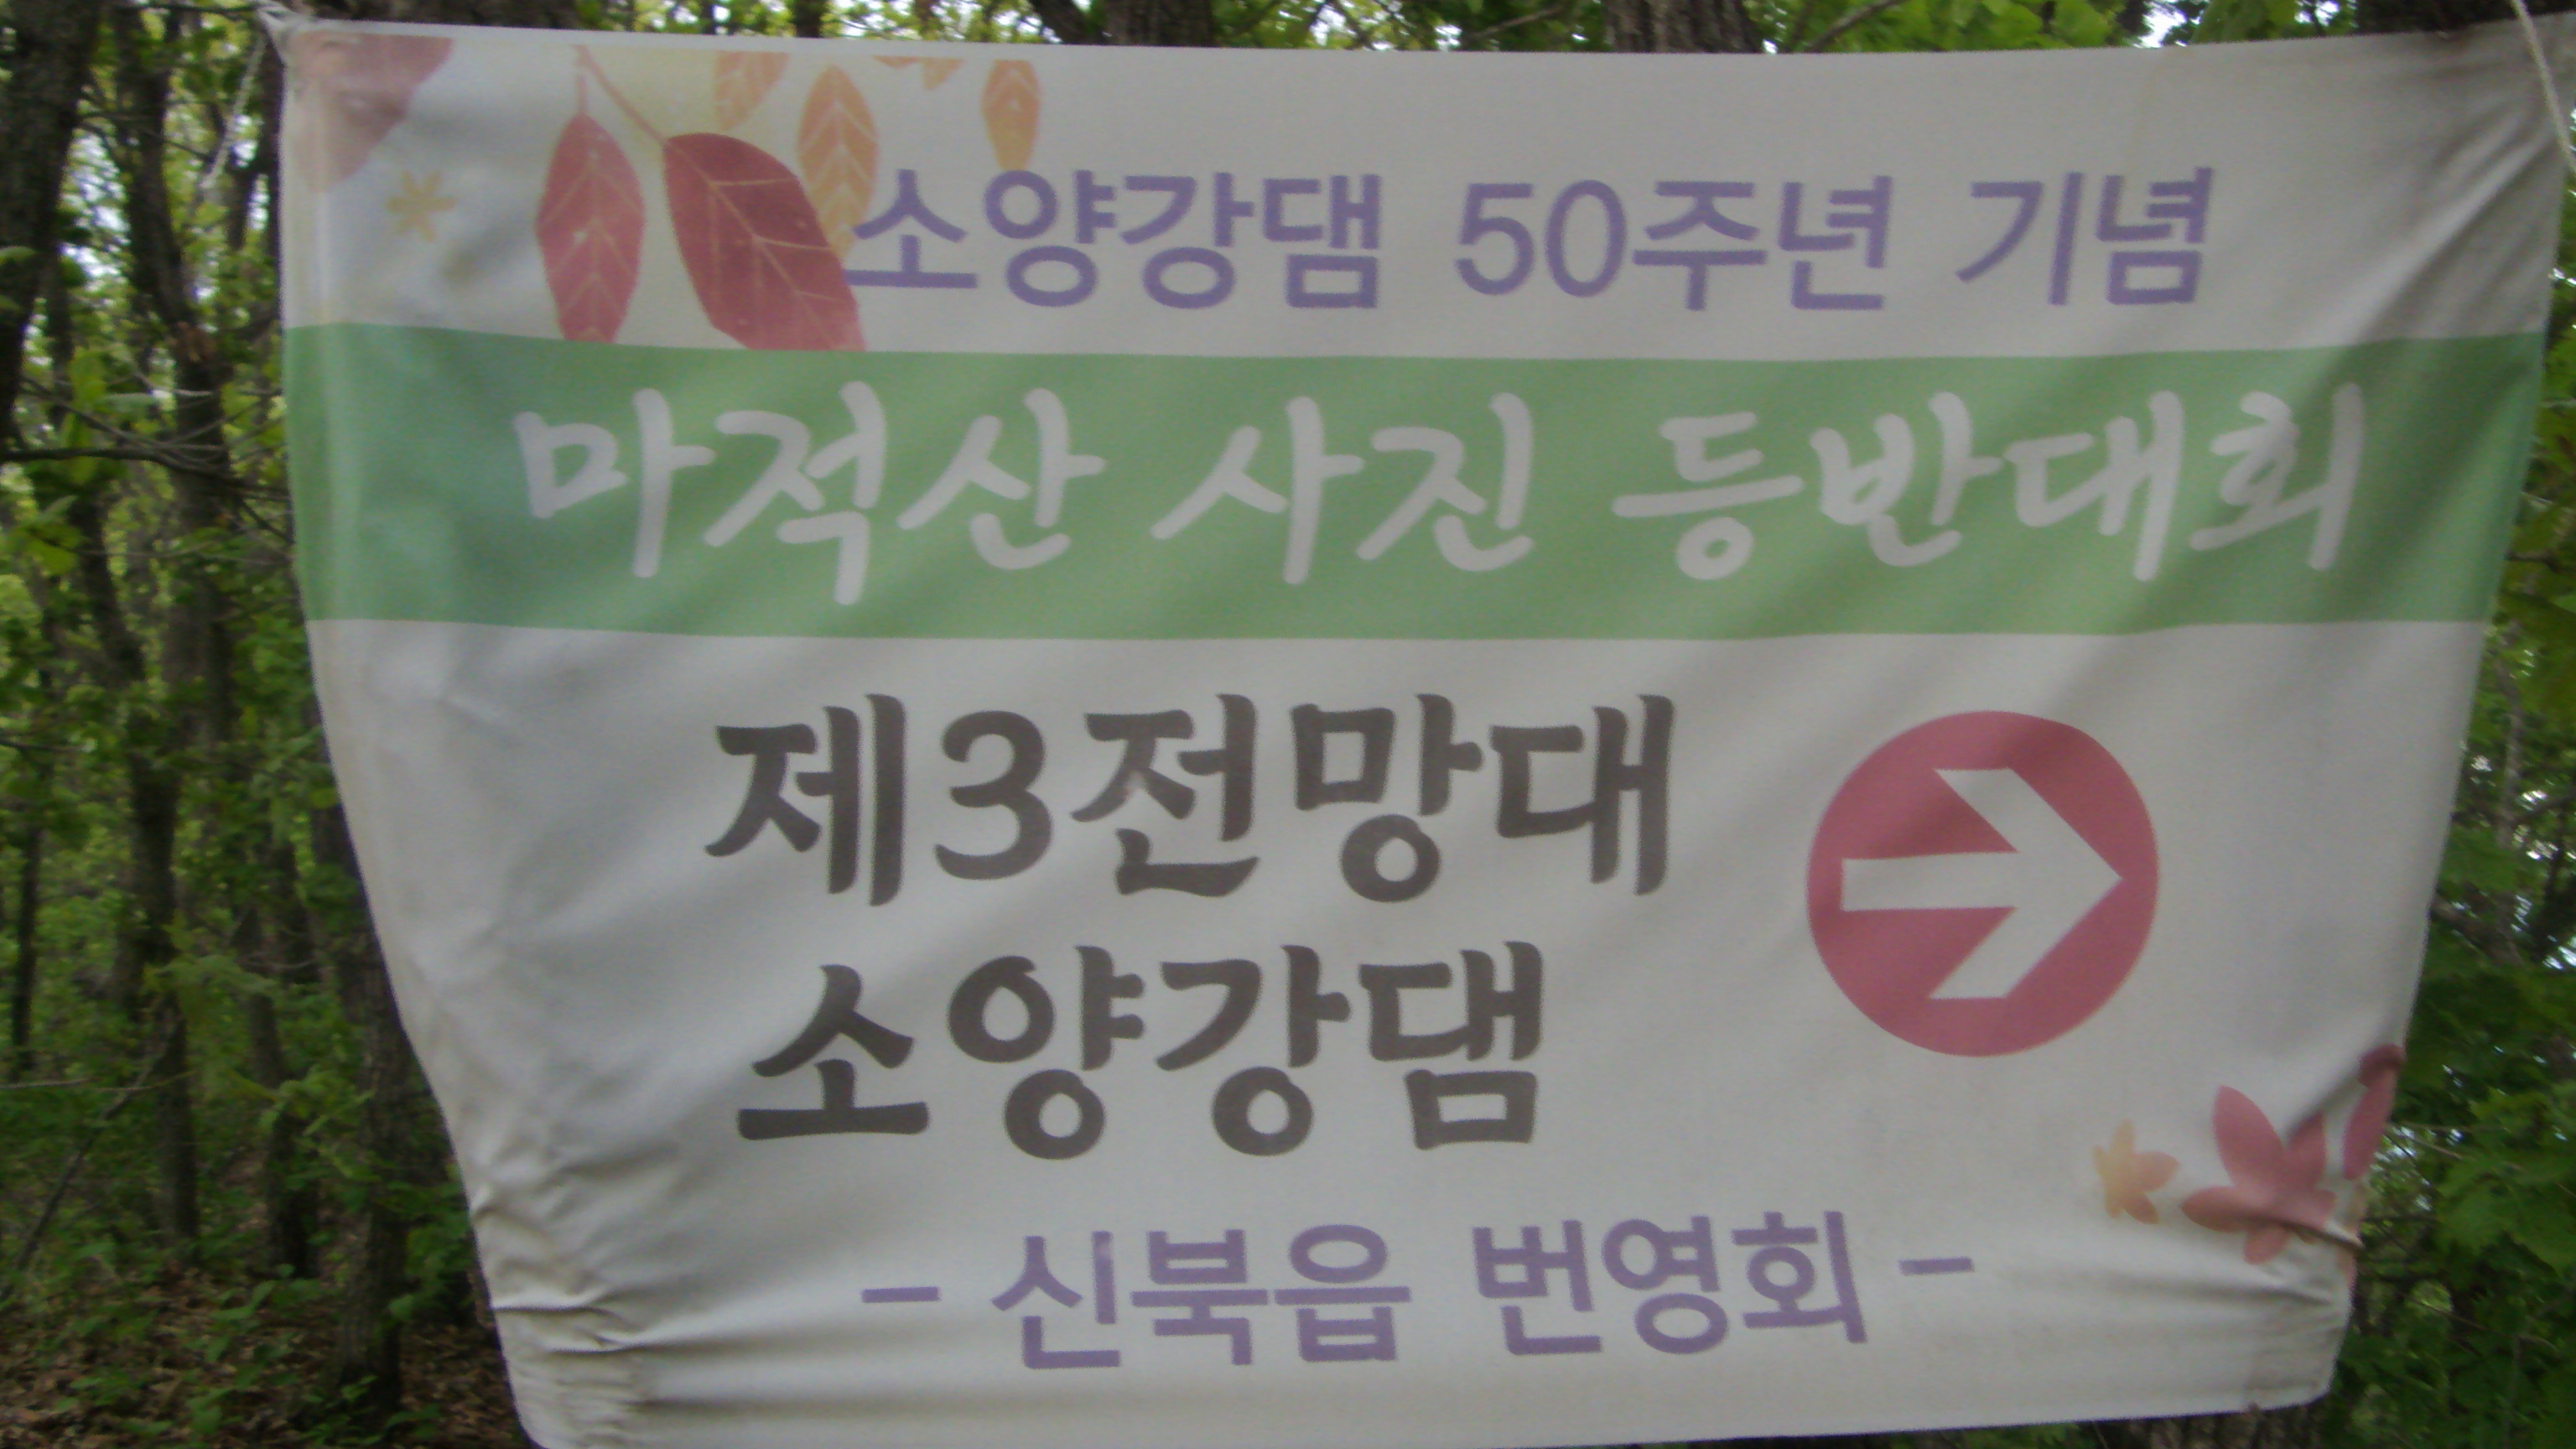 소양강댐 50주년 기념
마적산 사진 등반대회
제3전망대
소양강댐
- 신북읍 번영회 -